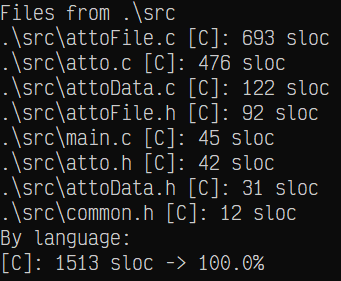 Files from .\src
.\src\attoFile.c [C]: 693 sloc
.\src\atto.c [C]: 476 sloc
.\src\attoData.c [C]: 122 sloc
.\src\attoFile.h [C]: 92 sloc
.\src\main.c [C]: 45 sloc
.\src\atto.h [C]: 42 sloc
.\src\attoData.h [C]: 31 sloc
.\src\common.h [C]: 12 sloc
By language:
[C]: 1513 sloc -> 100.0%